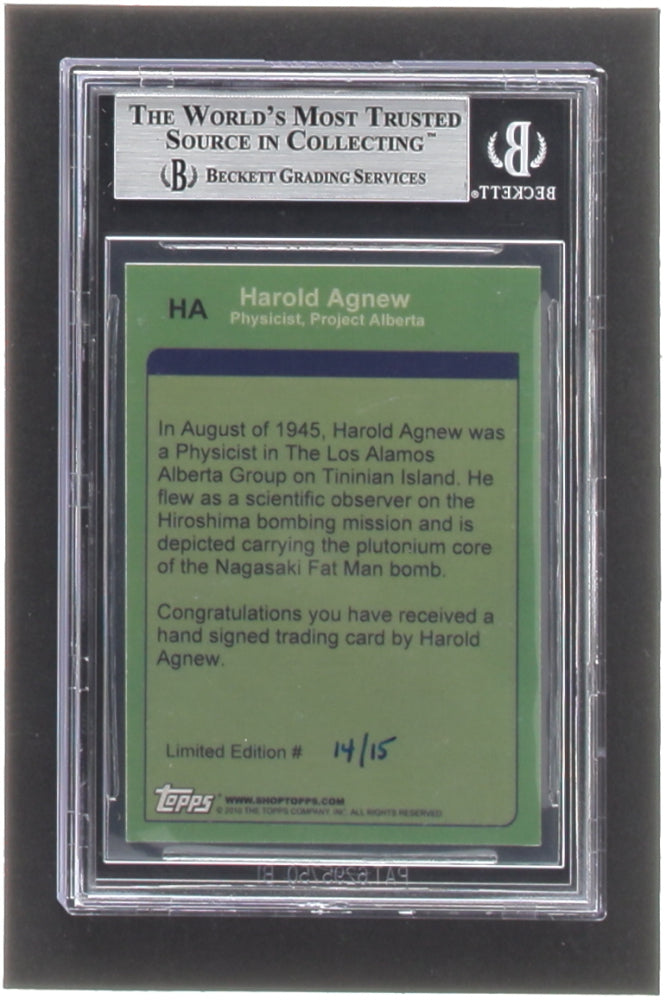 THE WORLD'S MOST TRUSTED
SOURCE IN COLLECTING™
B BECKETT GRADING SERVICES
B
BECKETT®
HA
Harold Agnew
Physicist, Project Alberta
In August of 1945, Harold Agnew was
a Physicist in The Los Alamos
Alberta Group on Tininian Island. He
flew as a scientific observer on the
Hiroshima bombing mission and is
depicted carrying the plutonium core
of the Nagasaki Fat Man bomb.
Congratulations you have received a
hand signed trading card by Harold
Agnew.
Limited Edition # 14/15
Topps® WWW.SHOPTOPPS.COM
© 2010 THE TOPPS COMPANY, INC. ALL RIGHTS RESERVED